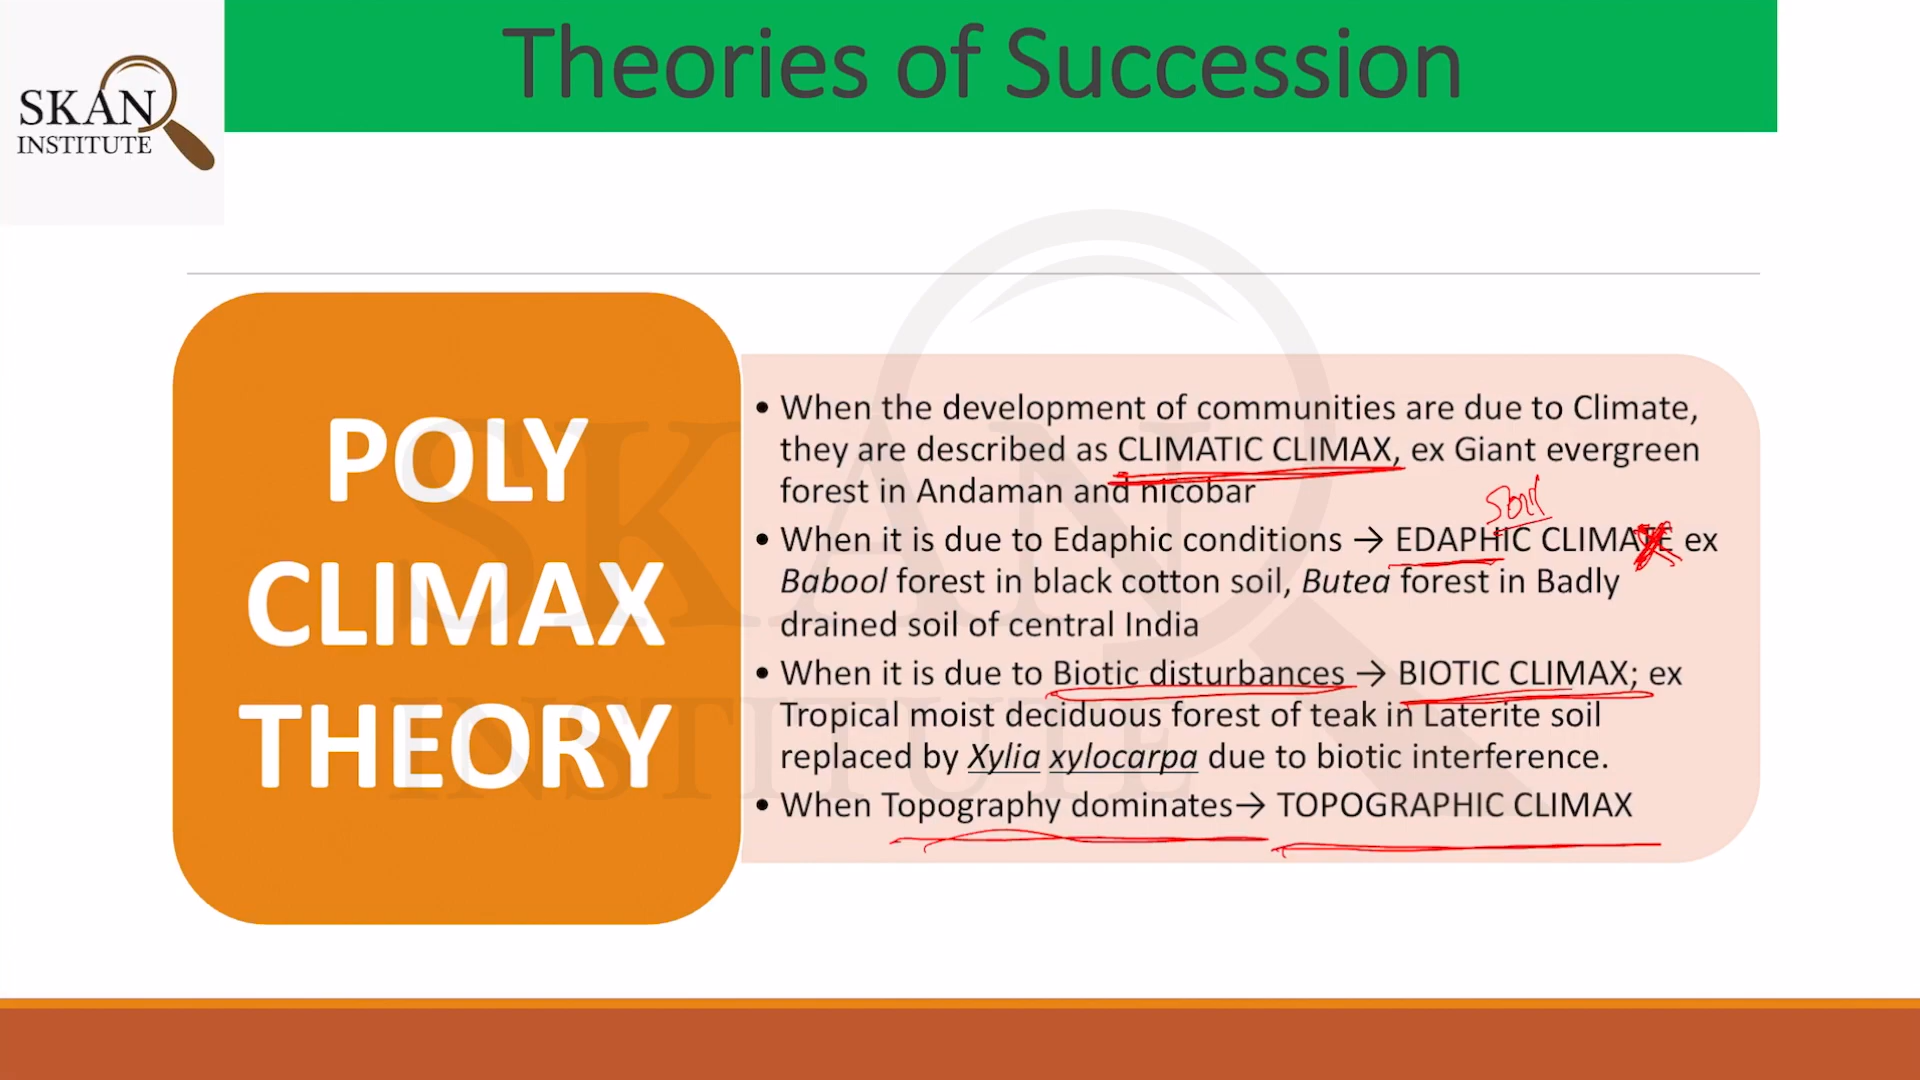 Theories of Succession
SKAN
INSTITUTE
POLY
CLIMAX
THEORY
• When the development of communities are due to Climate,
they are described as CLIMATIC CLIMAX, ex Giant evergreen
forest in Andaman and nicobar
soil
• When it is due to Edaphic conditions → EDAPHIC CLIMATE ex
Babool forest in black cotton soil, Butea forest in Badly
drained soil of central India
• When it is due to Biotic disturbances → BIOTIC CLIMAX; ex
Tropical moist deciduous forest of teak in Laterite soil
replaced by Xylia xylocarpa due to biotic interference.
• When Topography dominates→ TOPOGRAPHIC CLIMAX
SKAN
INSTITUTE